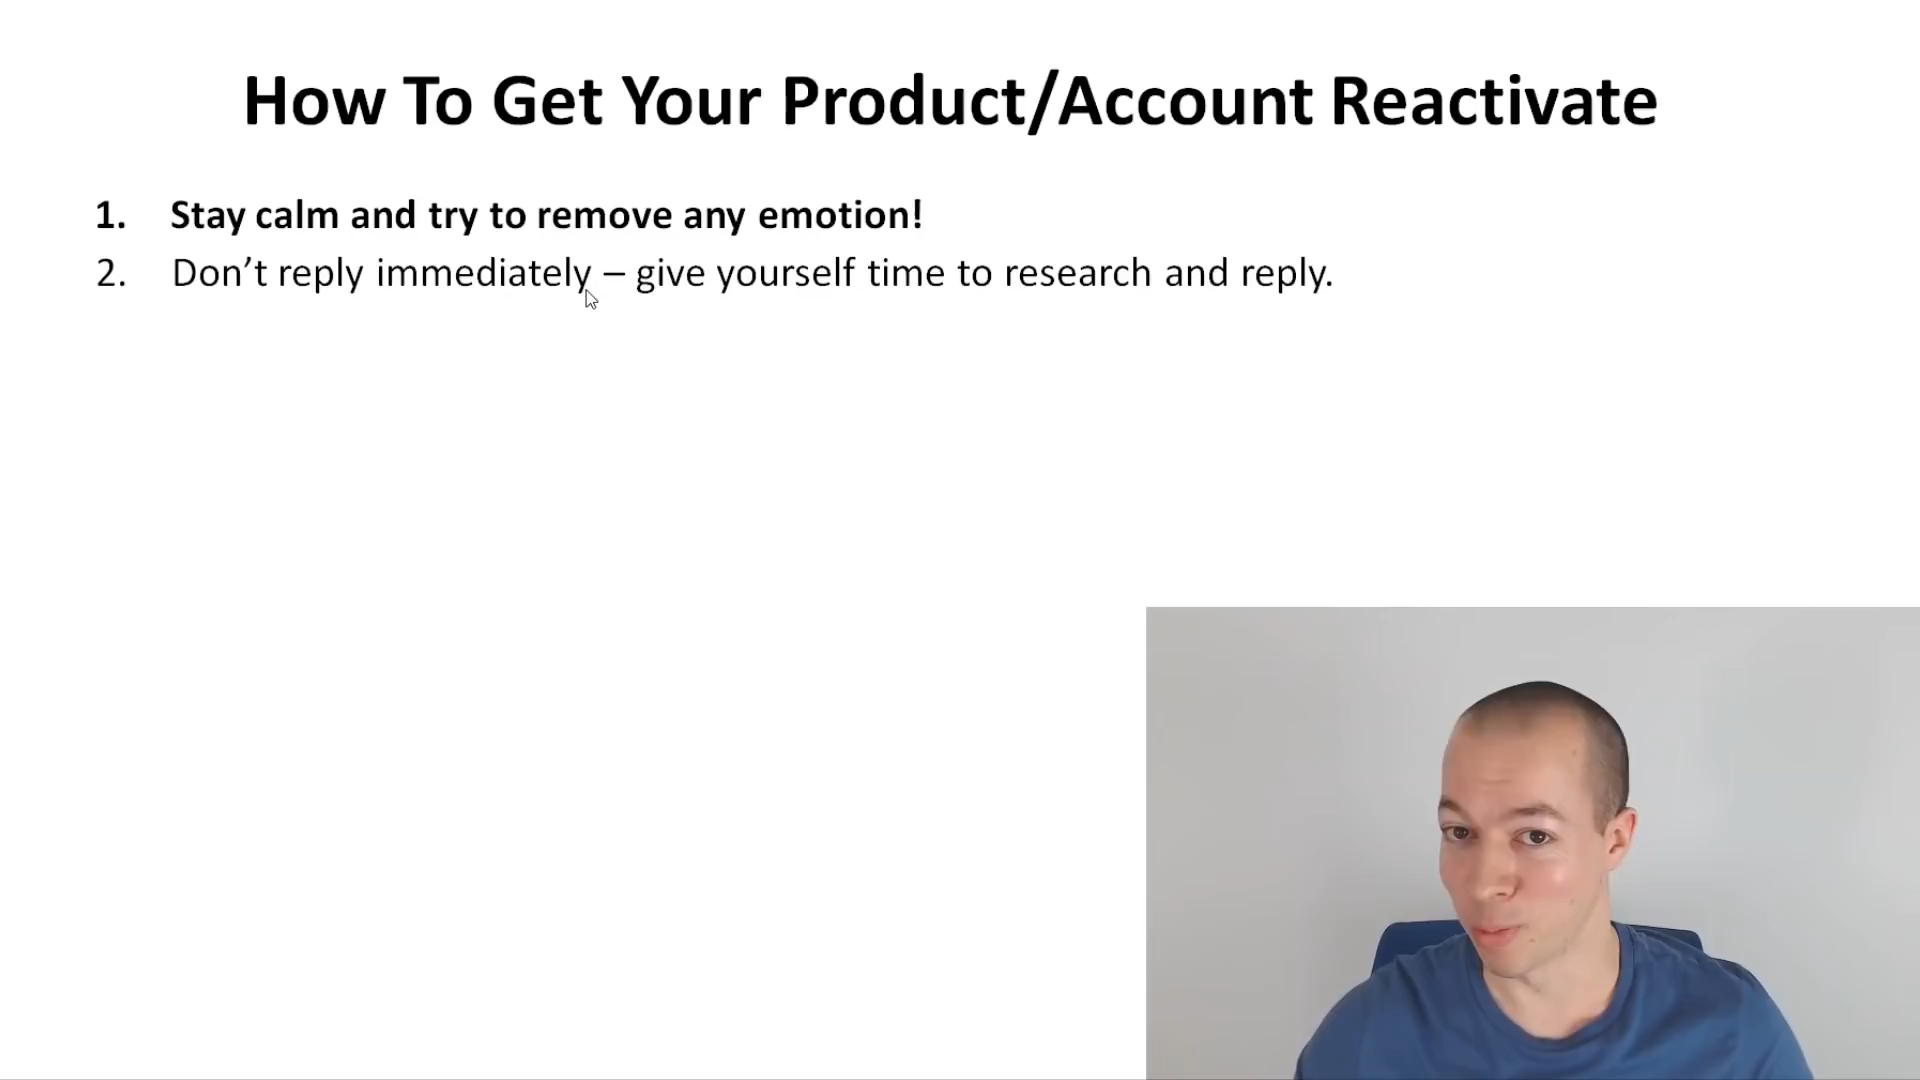 How To Get Your Product/Account Reactivate
1. Stay calm and try to remove any emotion!
2. Don’t reply immediately – give yourself time to research and reply.